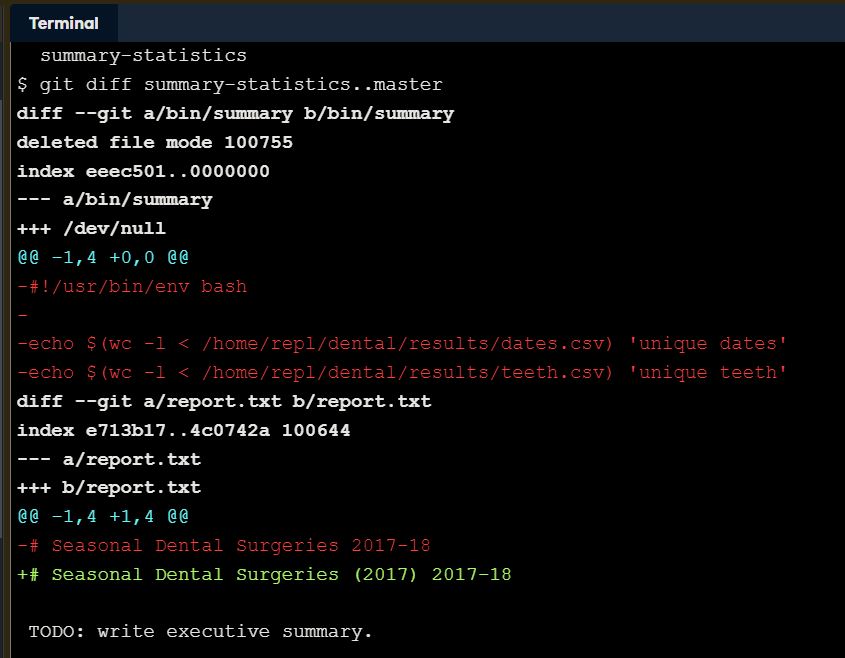 Terminal
summary-statistics
$ git diff summary-statistics..master
diff --git a/bin/summary b/bin/summary
deleted file mode 100755
index eeec501..0000000
--- a/bin/summary
+++ /dev/null
@@ -1,4 +0,0 @@
-#!/usr/bin/env bash
-
-echo $(wc -l < /home/repl/dental/results/dates.csv) 'unique dates'
-echo $(wc -l < /home/repl/dental/results/teeth.csv) 'unique teeth'
diff --git a/report.txt b/report.txt
index e713b17..4c0742a 100644
--- a/report.txt
+++ b/report.txt
@@ -1,4 +1,4 @@
-# Seasonal Dental Surgeries 2017-18
+# Seasonal Dental Surgeries (2017) 2017-18
TODO: write executive summary.